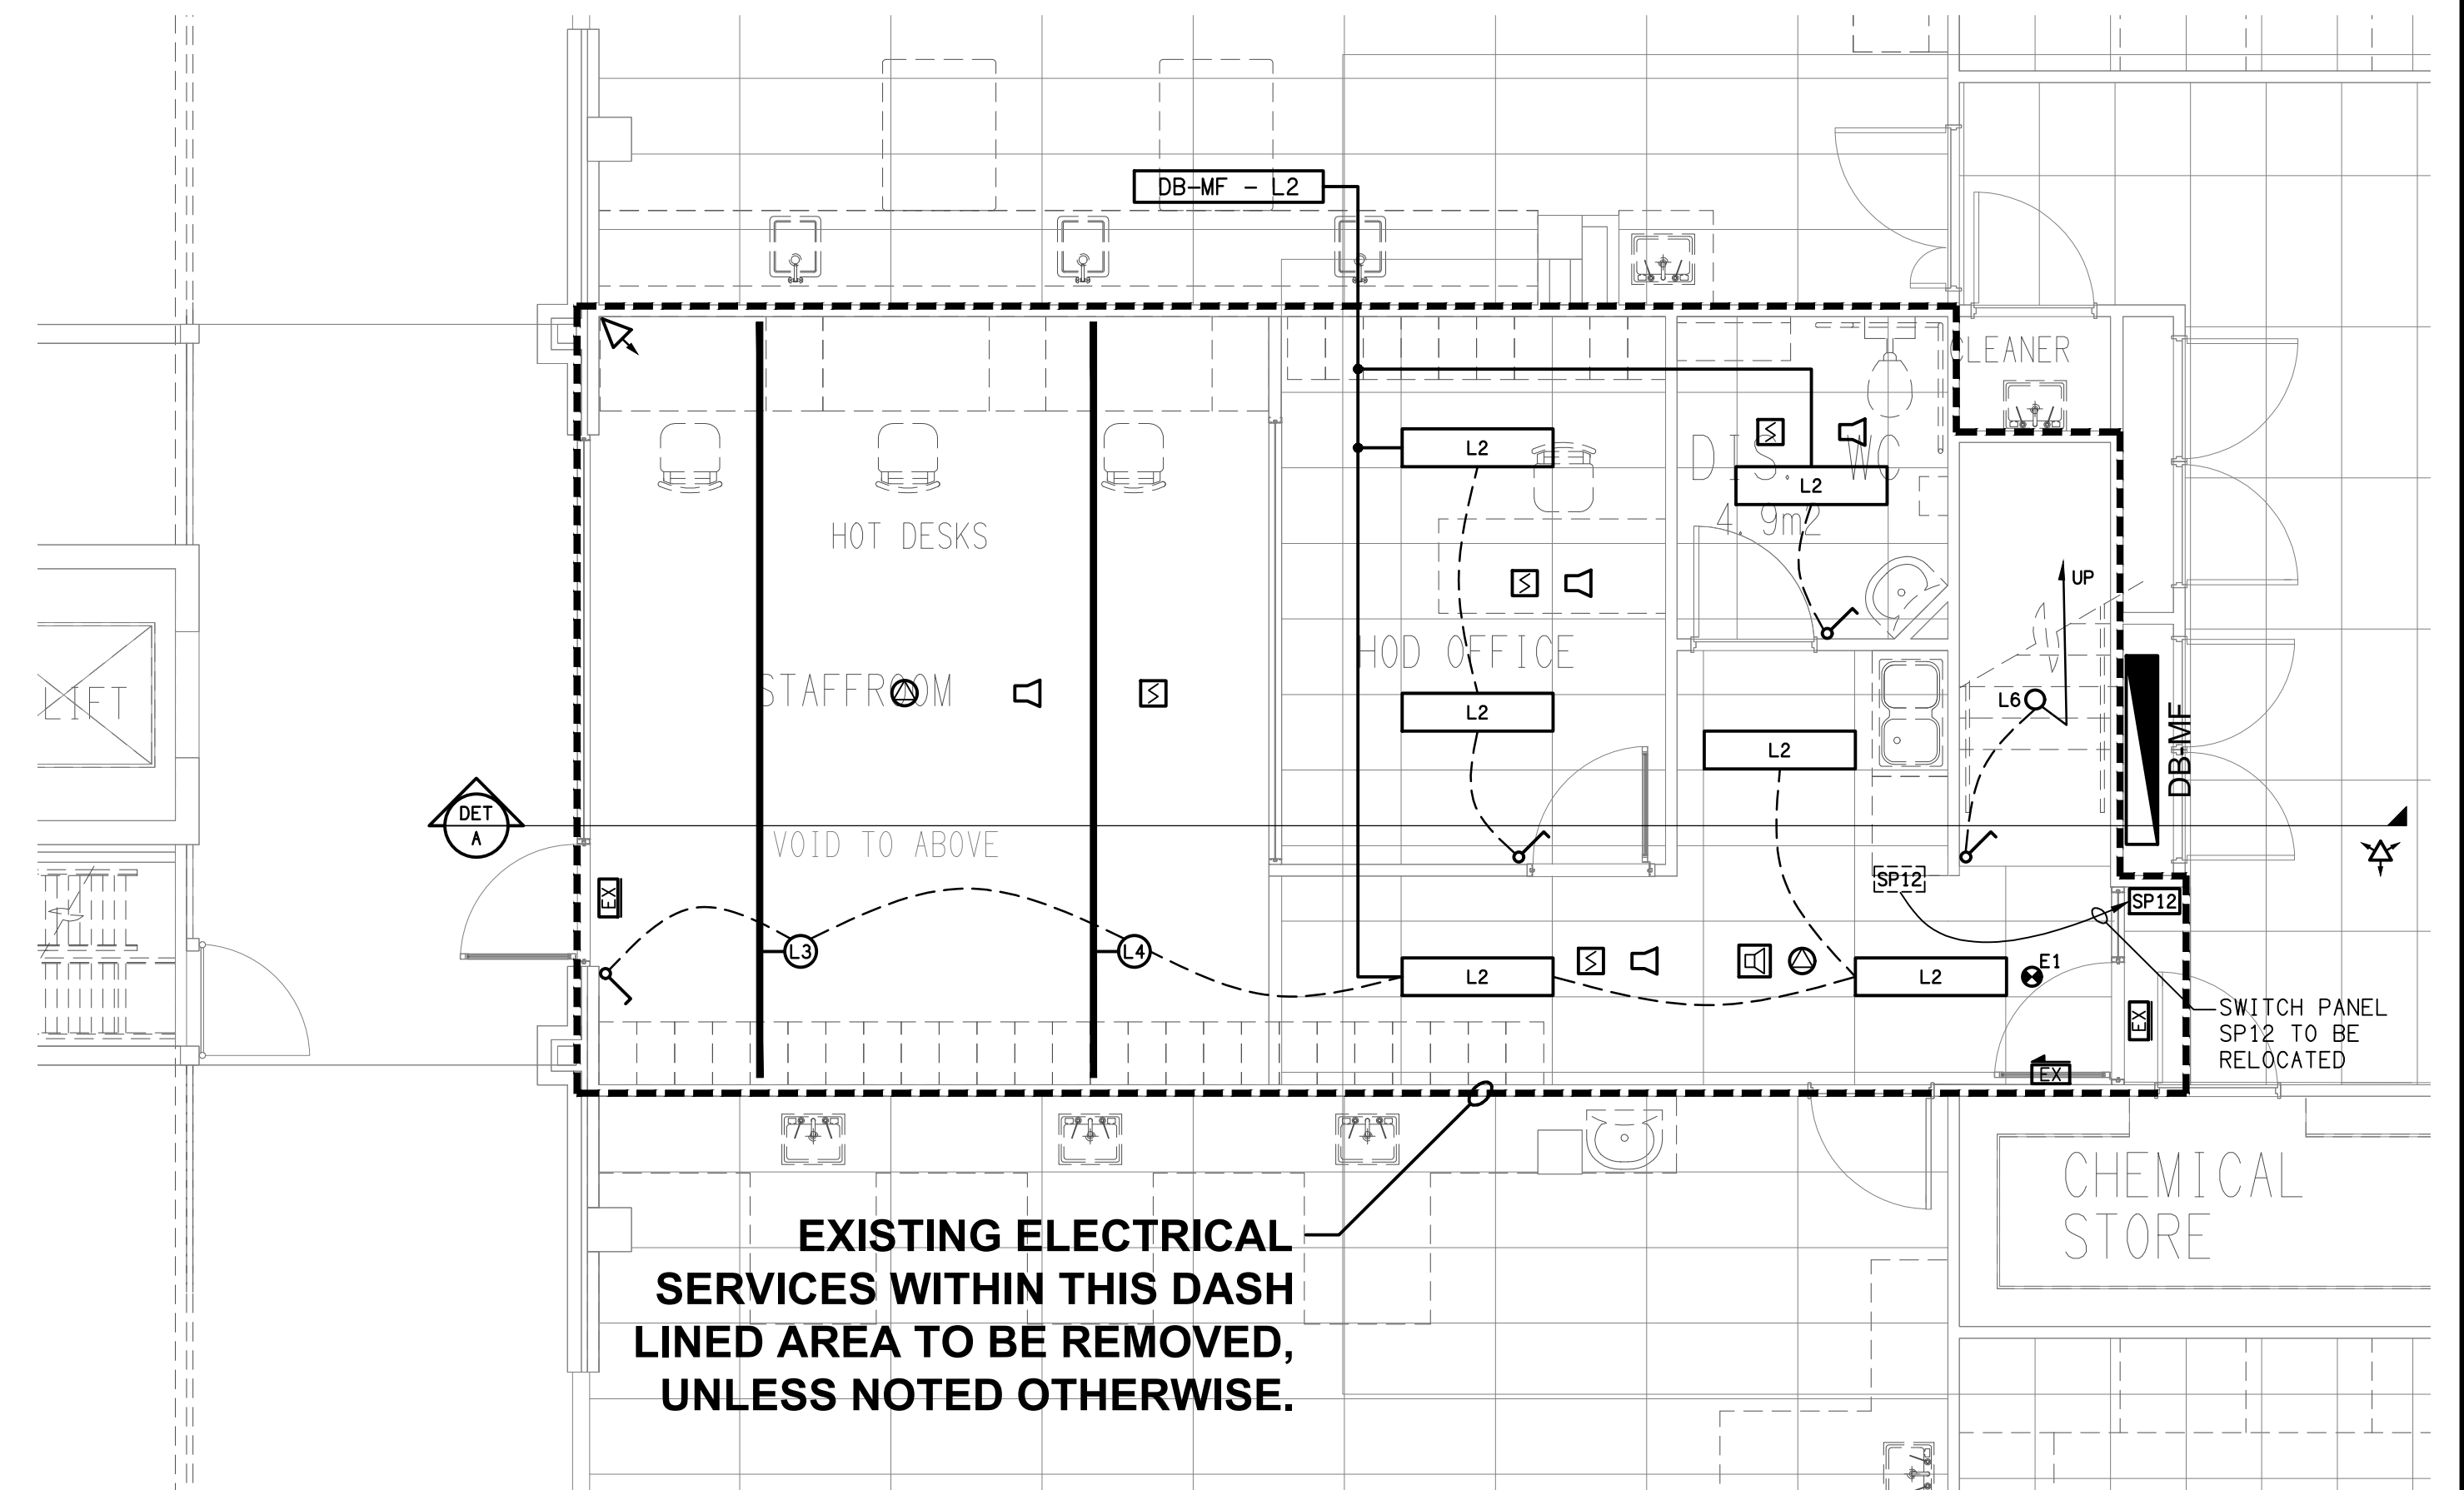 DB-MF - L2
CLEANER
L2
DIS. WC
L2
4.9m2
HOT DESKS
UP
HOD OFFICE
STAFFROOM
LIFT
L6
L2
L2
DB-MF
DET
A
VOID TO ABOVE
SP12
SP12
EX
L3
L4
L2
L2
E1
EX
EX
SWITCH PANEL
SP12 TO BE
RELOCATED
CHEMICAL
STORE
EXISTING ELECTRICAL
SERVICES WITHIN THIS DASH
LINED AREA TO BE REMOVED,
UNLESS NOTED OTHERWISE.